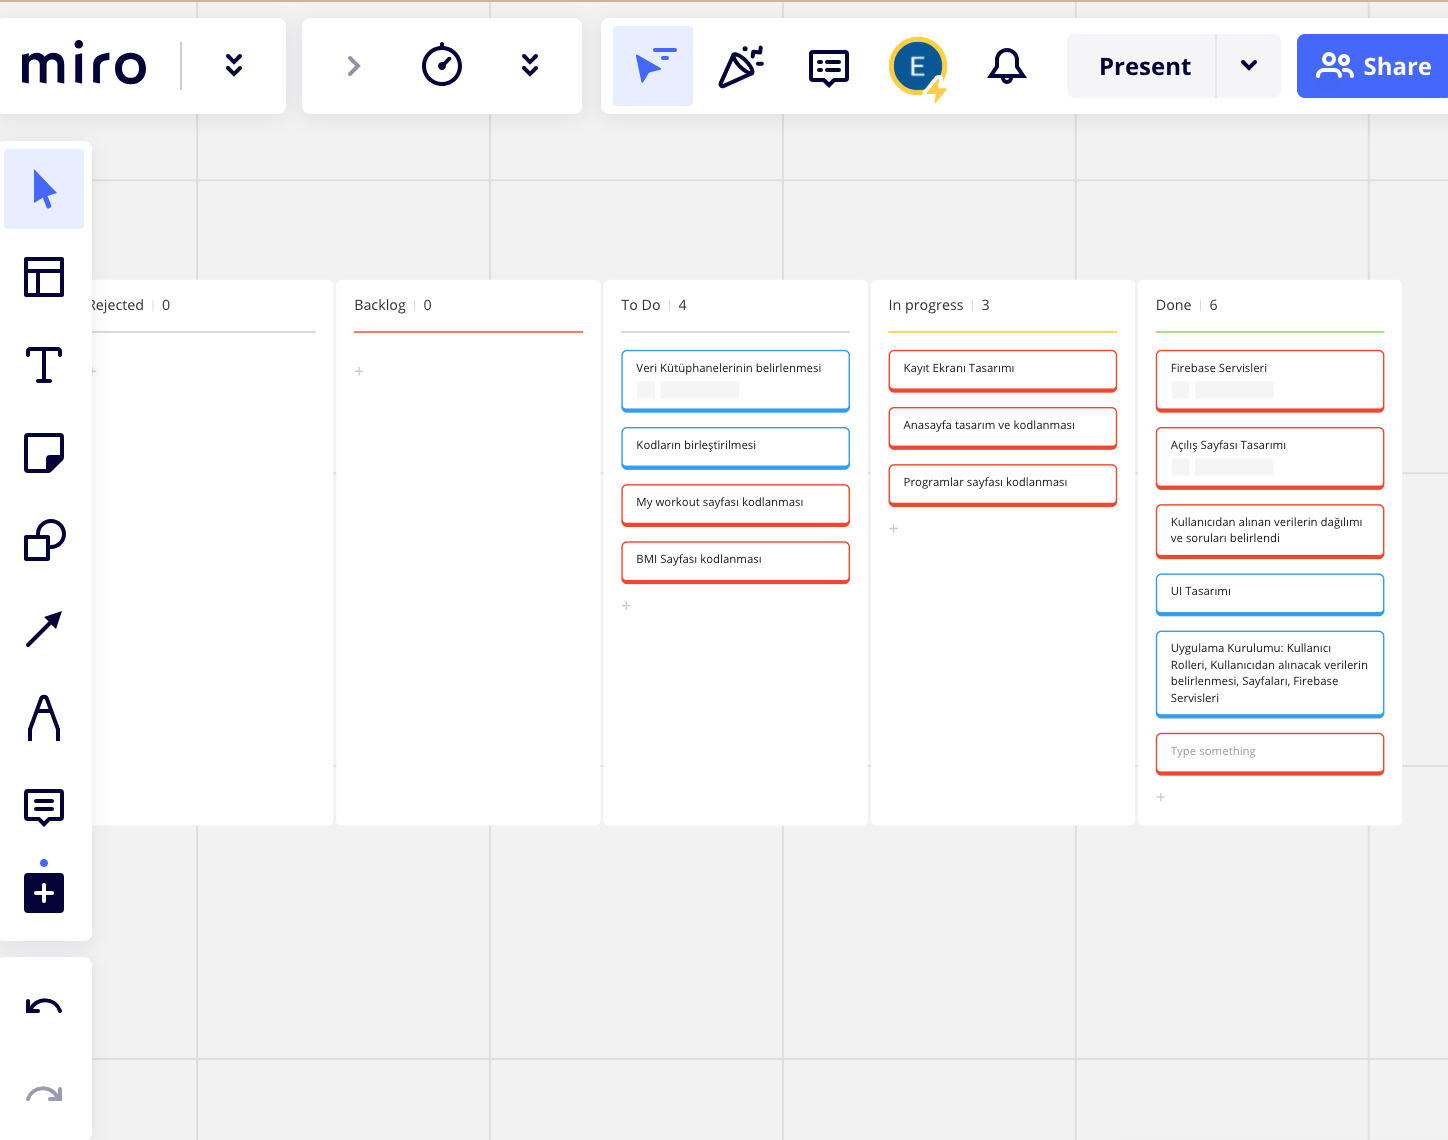 miro
E
Present
Share
Rejected 0
Backlog 0
To Do 4
In progress 3
Done 6
Veri Kütüphanelerinin belirlenmesi
Kodların birleştirilmesi
My workout sayfası kodlanması
BMI Sayfası kodlanması
Kayıt Ekranı Tasarımı
Anasayfa tasarım ve kodlanması
Programlar sayfası kodlanması
Firebase Servisleri
Açılış Sayfası Tasarımı
Kullanıcıdan alınan verilerin dağılımı
ve soruları belirlendi
UI Tasarımı
Uygulama Kurulumu: Kullanıcı
Rolleri, Kullanıcıdan alınacak verilerin
belirlenmesi, Sayfaları, Firebase
Servisleri
Type something